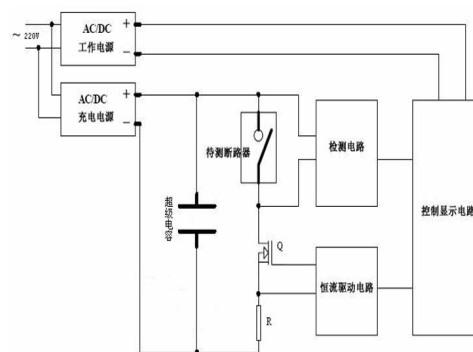 AC/DC
工作电源
+
−
~ 220V
AC/DC
充电电源
+
−
待测断路器
检测电路
超级电容
控制显示电路
Q
恒流驱动电路
R